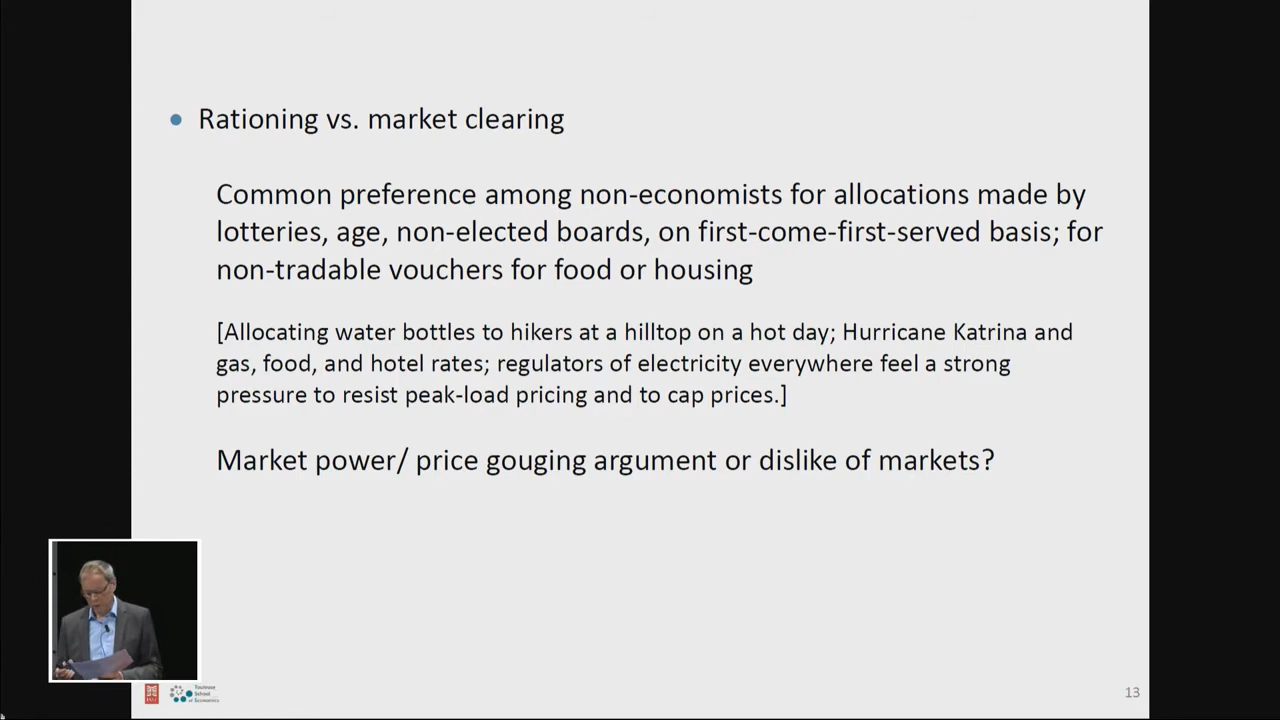 Rationing vs. market clearing
Common preference among non-economists for allocations made by
lotteries, age, non-elected boards, on first-come-first-served basis; for
non-tradable vouchers for food or housing
[Allocating water bottles to hikers at a hilltop on a hot day; Hurricane Katrina and
gas, food, and hotel rates; regulators of electricity everywhere feel a strong
pressure to resist peak-load pricing and to cap prices.]
Market power/ price gouging argument or dislike of markets?
Toulouse
School
of Economics
13